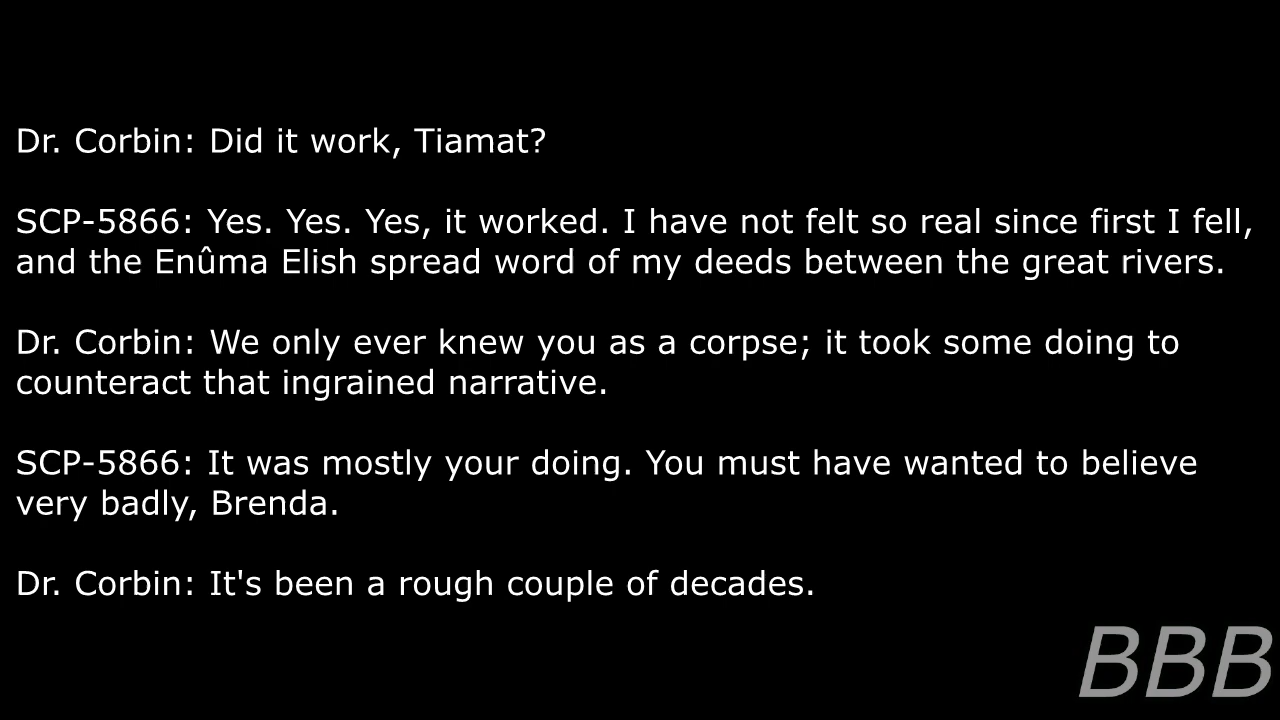 Dr. Corbin: Did it work, Tiamat?
SCP-5866: Yes. Yes. Yes, it worked. I have not felt so real since first I fell,
and the Enûma Elish spread word of my deeds between the great rivers.
Dr. Corbin: We only ever knew you as a corpse; it took some doing to
counteract that ingrained narrative.
SCP-5866: It was mostly your doing. You must have wanted to believe
very badly, Brenda.
Dr. Corbin: It's been a rough couple of decades.
BBB